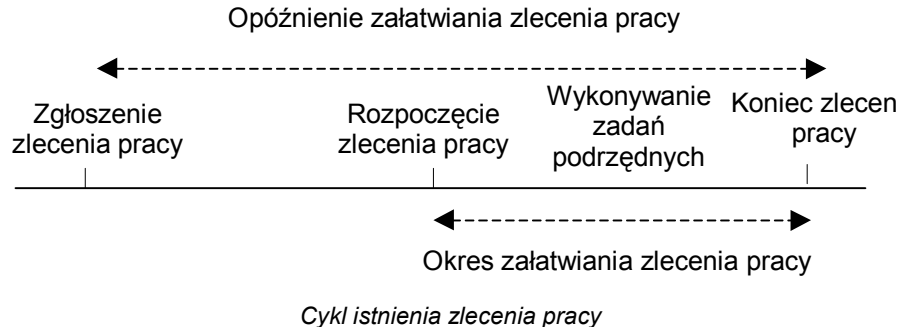 Opóźnienie załatwiania zlecenia pracy
Zgłoszenie
zlecenia pracy
Rozpoczęcie
zlecenia pracy
Wykonywanie
zadań
podrzędnych
Koniec zlecen
pracy
Okres załatwiania zlecenia pracy
Cykl istnienia zlecenia pracy